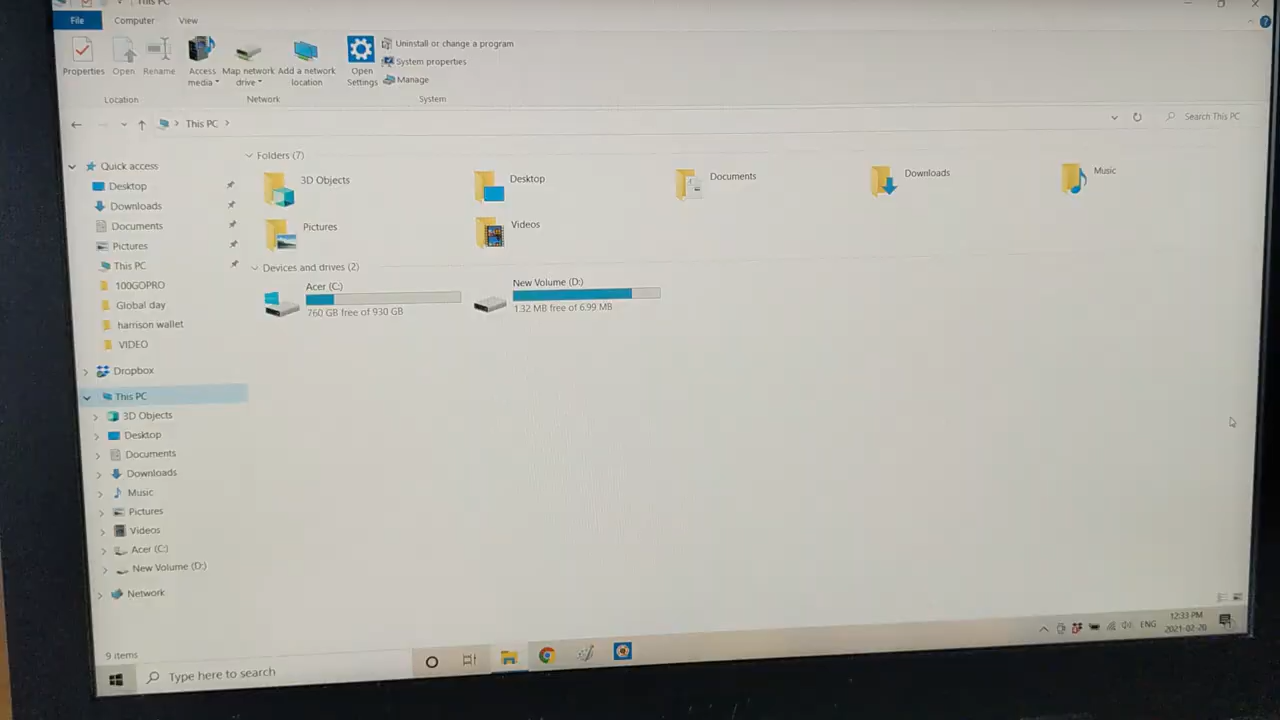 This PC
File Computer View
Properties Open Rename Access media Map network drive Add a network location Open Settings Uninstall or change a program
System properties
Manage
Location Network System
This PC Search This PC
Quick access
Desktop
Downloads
Documents
Pictures
This PC
100GOPRO
Global day
harrison wallet
VIDEO
Dropbox
This PC
3D Objects
Desktop
Documents
Downloads
Music
Pictures
Videos
Acer (C:)
New Volume (D:)
Network
Folders (7)
3D Objects Desktop Documents Downloads Music
Pictures Videos
Devices and drives (2)
Acer (C:)
760 GB free of 930 GB
New Volume (D:)
1.32 MB free of 6.99 MB
9 items
Type here to search
ENG
12:33 PM
2021-02-20